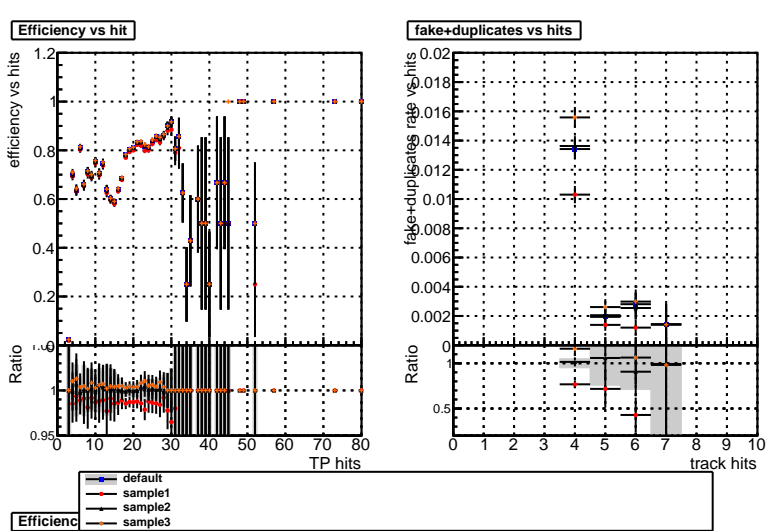 Efficiency vs hit
fake+duplicates vs hits
efficiency vs hits
1.2
1
0.8
0.6
0.4
0.2
Ratio
1
0.95
0 10 20 30 40 50 60 70 80
TP hits
fake+duplicates rate vs hits
0.02
0.018
0.016
0.014
0.012
0.01
0.008
0.006
0.004
0.002
0
Ratio
1
0.5
0 1 2 3 4 5 6 7 8 9 10
track hits
default
sample1
sample2
sample3
Efficienc